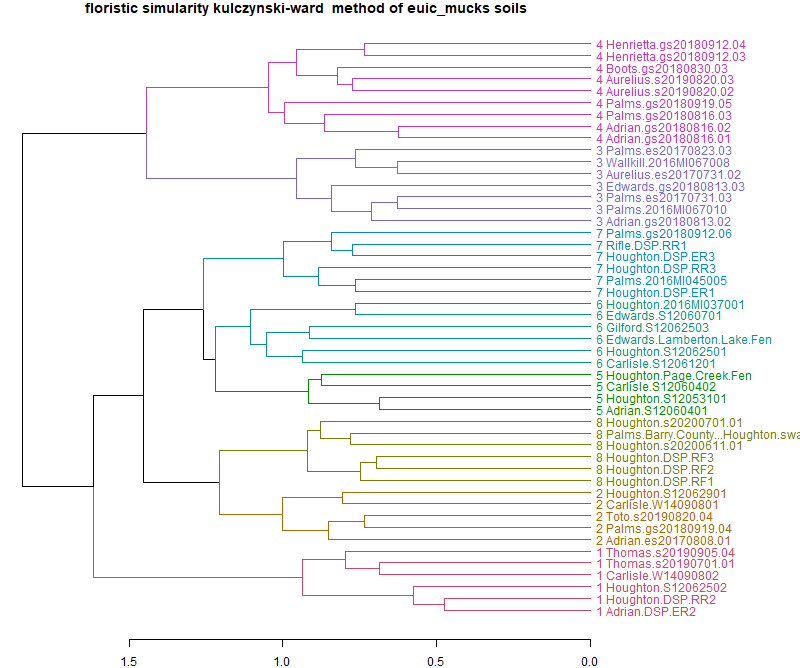 floristic simularity kulczynski-ward method of euic_mucks soils
4 Henrietta.gs20180912.04
4 Henrietta.gs20180912.03
4 Boots.gs20180830.03
4 Aurelius.s20190820.03
4 Aurelius.s20190820.02
4 Palms.gs20180919.05
4 Palms.gs20180816.03
4 Adrian.gs20180816.02
4 Adrian.gs20180816.01
3 Palms.es20170823.03
3 Wallkill.2016MI067008
3 Aurelius.es20170731.02
3 Edwards.gs20180813.03
3 Palms.es20170731.03
3 Palms.2016MI067010
3 Adrian.gs20180813.02
7 Palms.gs20180912.06
7 Rifle.DSP.RR1
7 Houghton.DSP.ER3
7 Houghton.DSP.RR3
7 Palms.2016MI045005
7 Houghton.DSP.ER1
6 Houghton.2016MI037001
6 Edwards.S12060701
6 Gilford.S12062503
6 Edwards.Lamberton.Lake.Fen
6 Houghton.S12062501
6 Carlisle.S12061201
5 Houghton.Page.Creek.Fen
5 Carlisle.S12060402
5 Houghton.S12053101
5 Adrian.S12060401
8 Houghton.s20200701.01
8 Palms.Barry.County...Houghton.swa
8 Houghton.s20200611.01
8 Houghton.DSP.RF3
8 Houghton.DSP.RF2
8 Houghton.DSP.RF1
2 Houghton.S12062901
2 Carlisle.W14090801
2 Toto.s20190820.04
2 Palms.gs20180919.04
2 Adrian.es20170808.01
1 Thomas.s20190905.04
1 Thomas.s20190701.01
1 Carlisle.W14090802
1 Houghton.S12062502
1 Houghton.DSP.RR2
1 Adrian.DSP.ER2
1.5 1.0 0.5 0.0